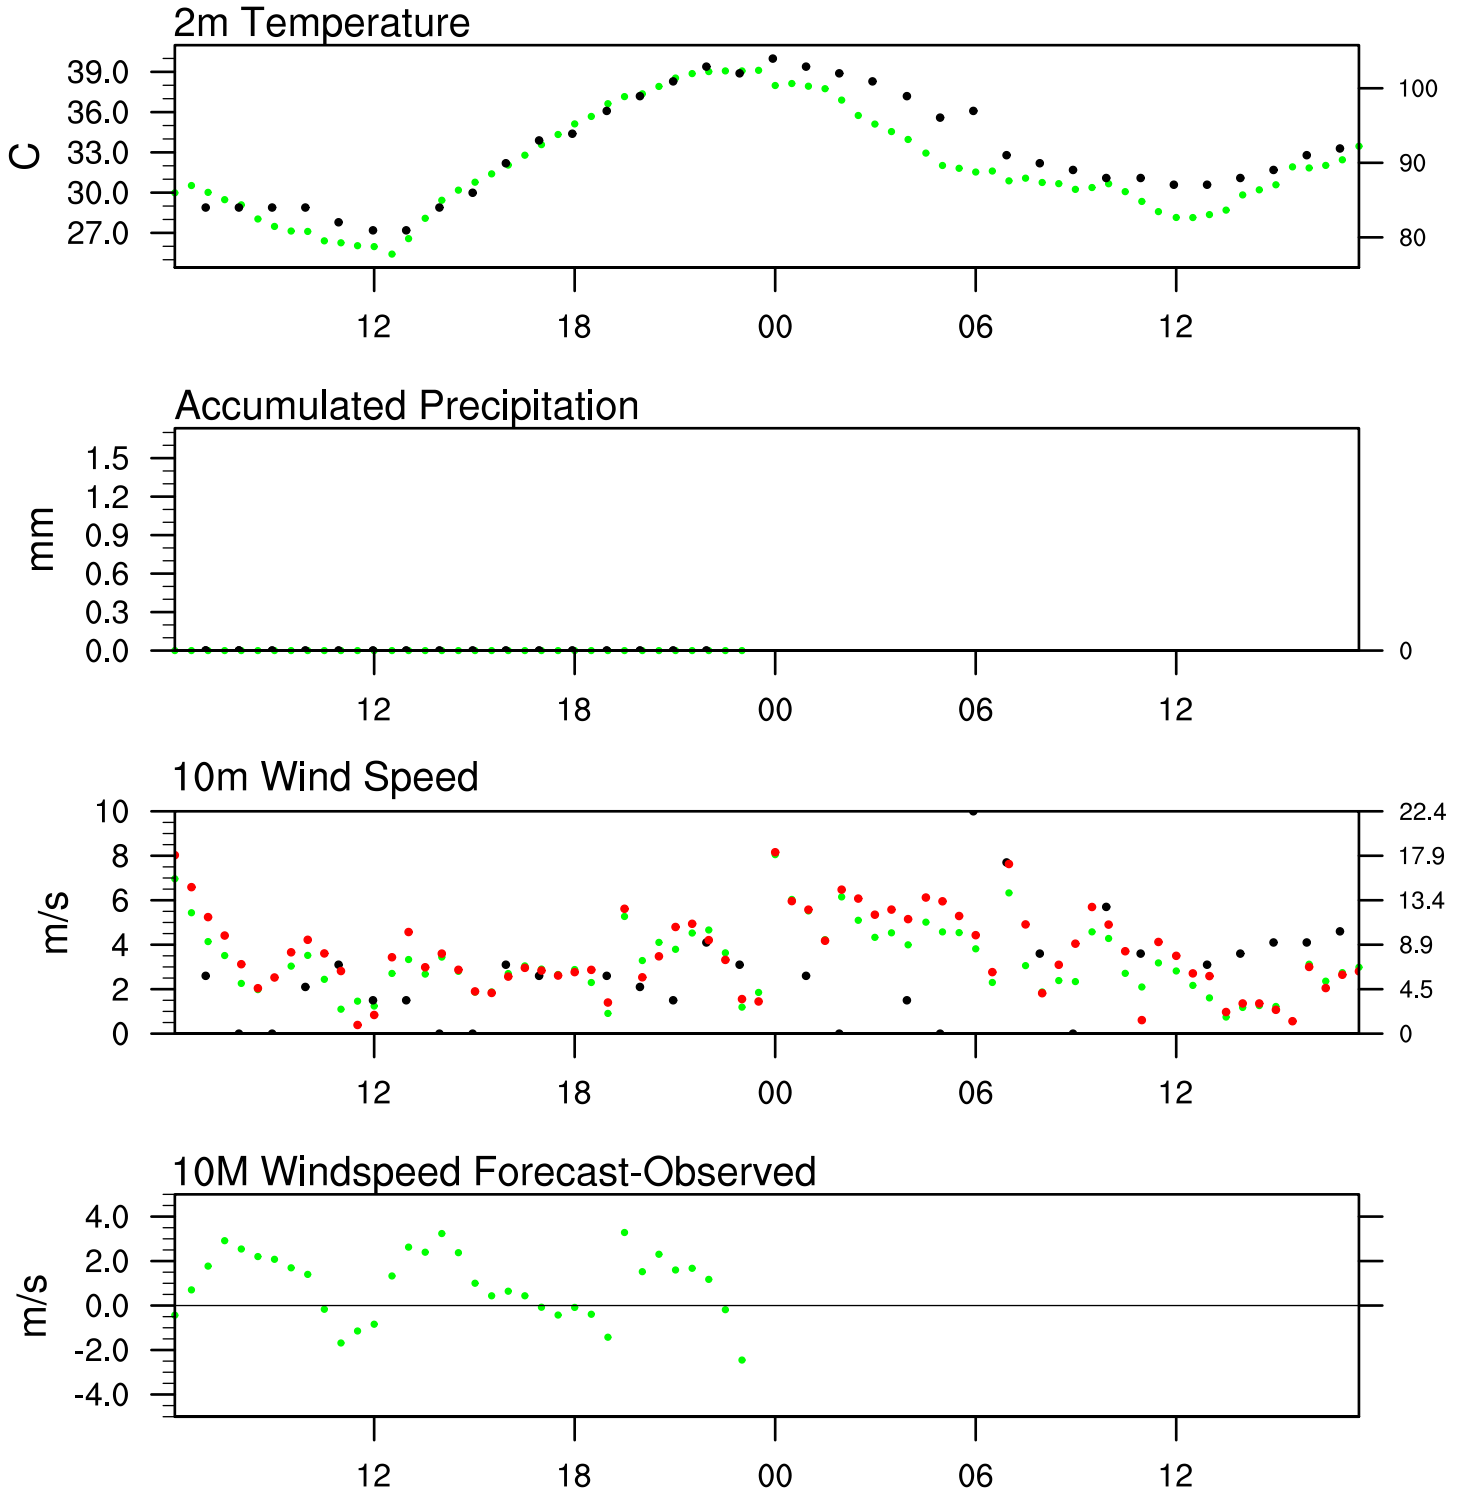 2m Temperature
39.0
36.0
33.0
30.0
27.0
C
100
90
80
12 18 00 06 12
Accumulated Precipitation
1.5
1.2
0.9
0.6
0.3
0.0
mm
0
12 18 00 06 12
10m Wind Speed
10
8
6
4
2
0
m/s
22.4
17.9
13.4
8.9
4.5
0
12 18 00 06 12
10M Windspeed Forecast-Observed
4.0
2.0
0.0
-2.0
-4.0
m/s
12 18 00 06 12